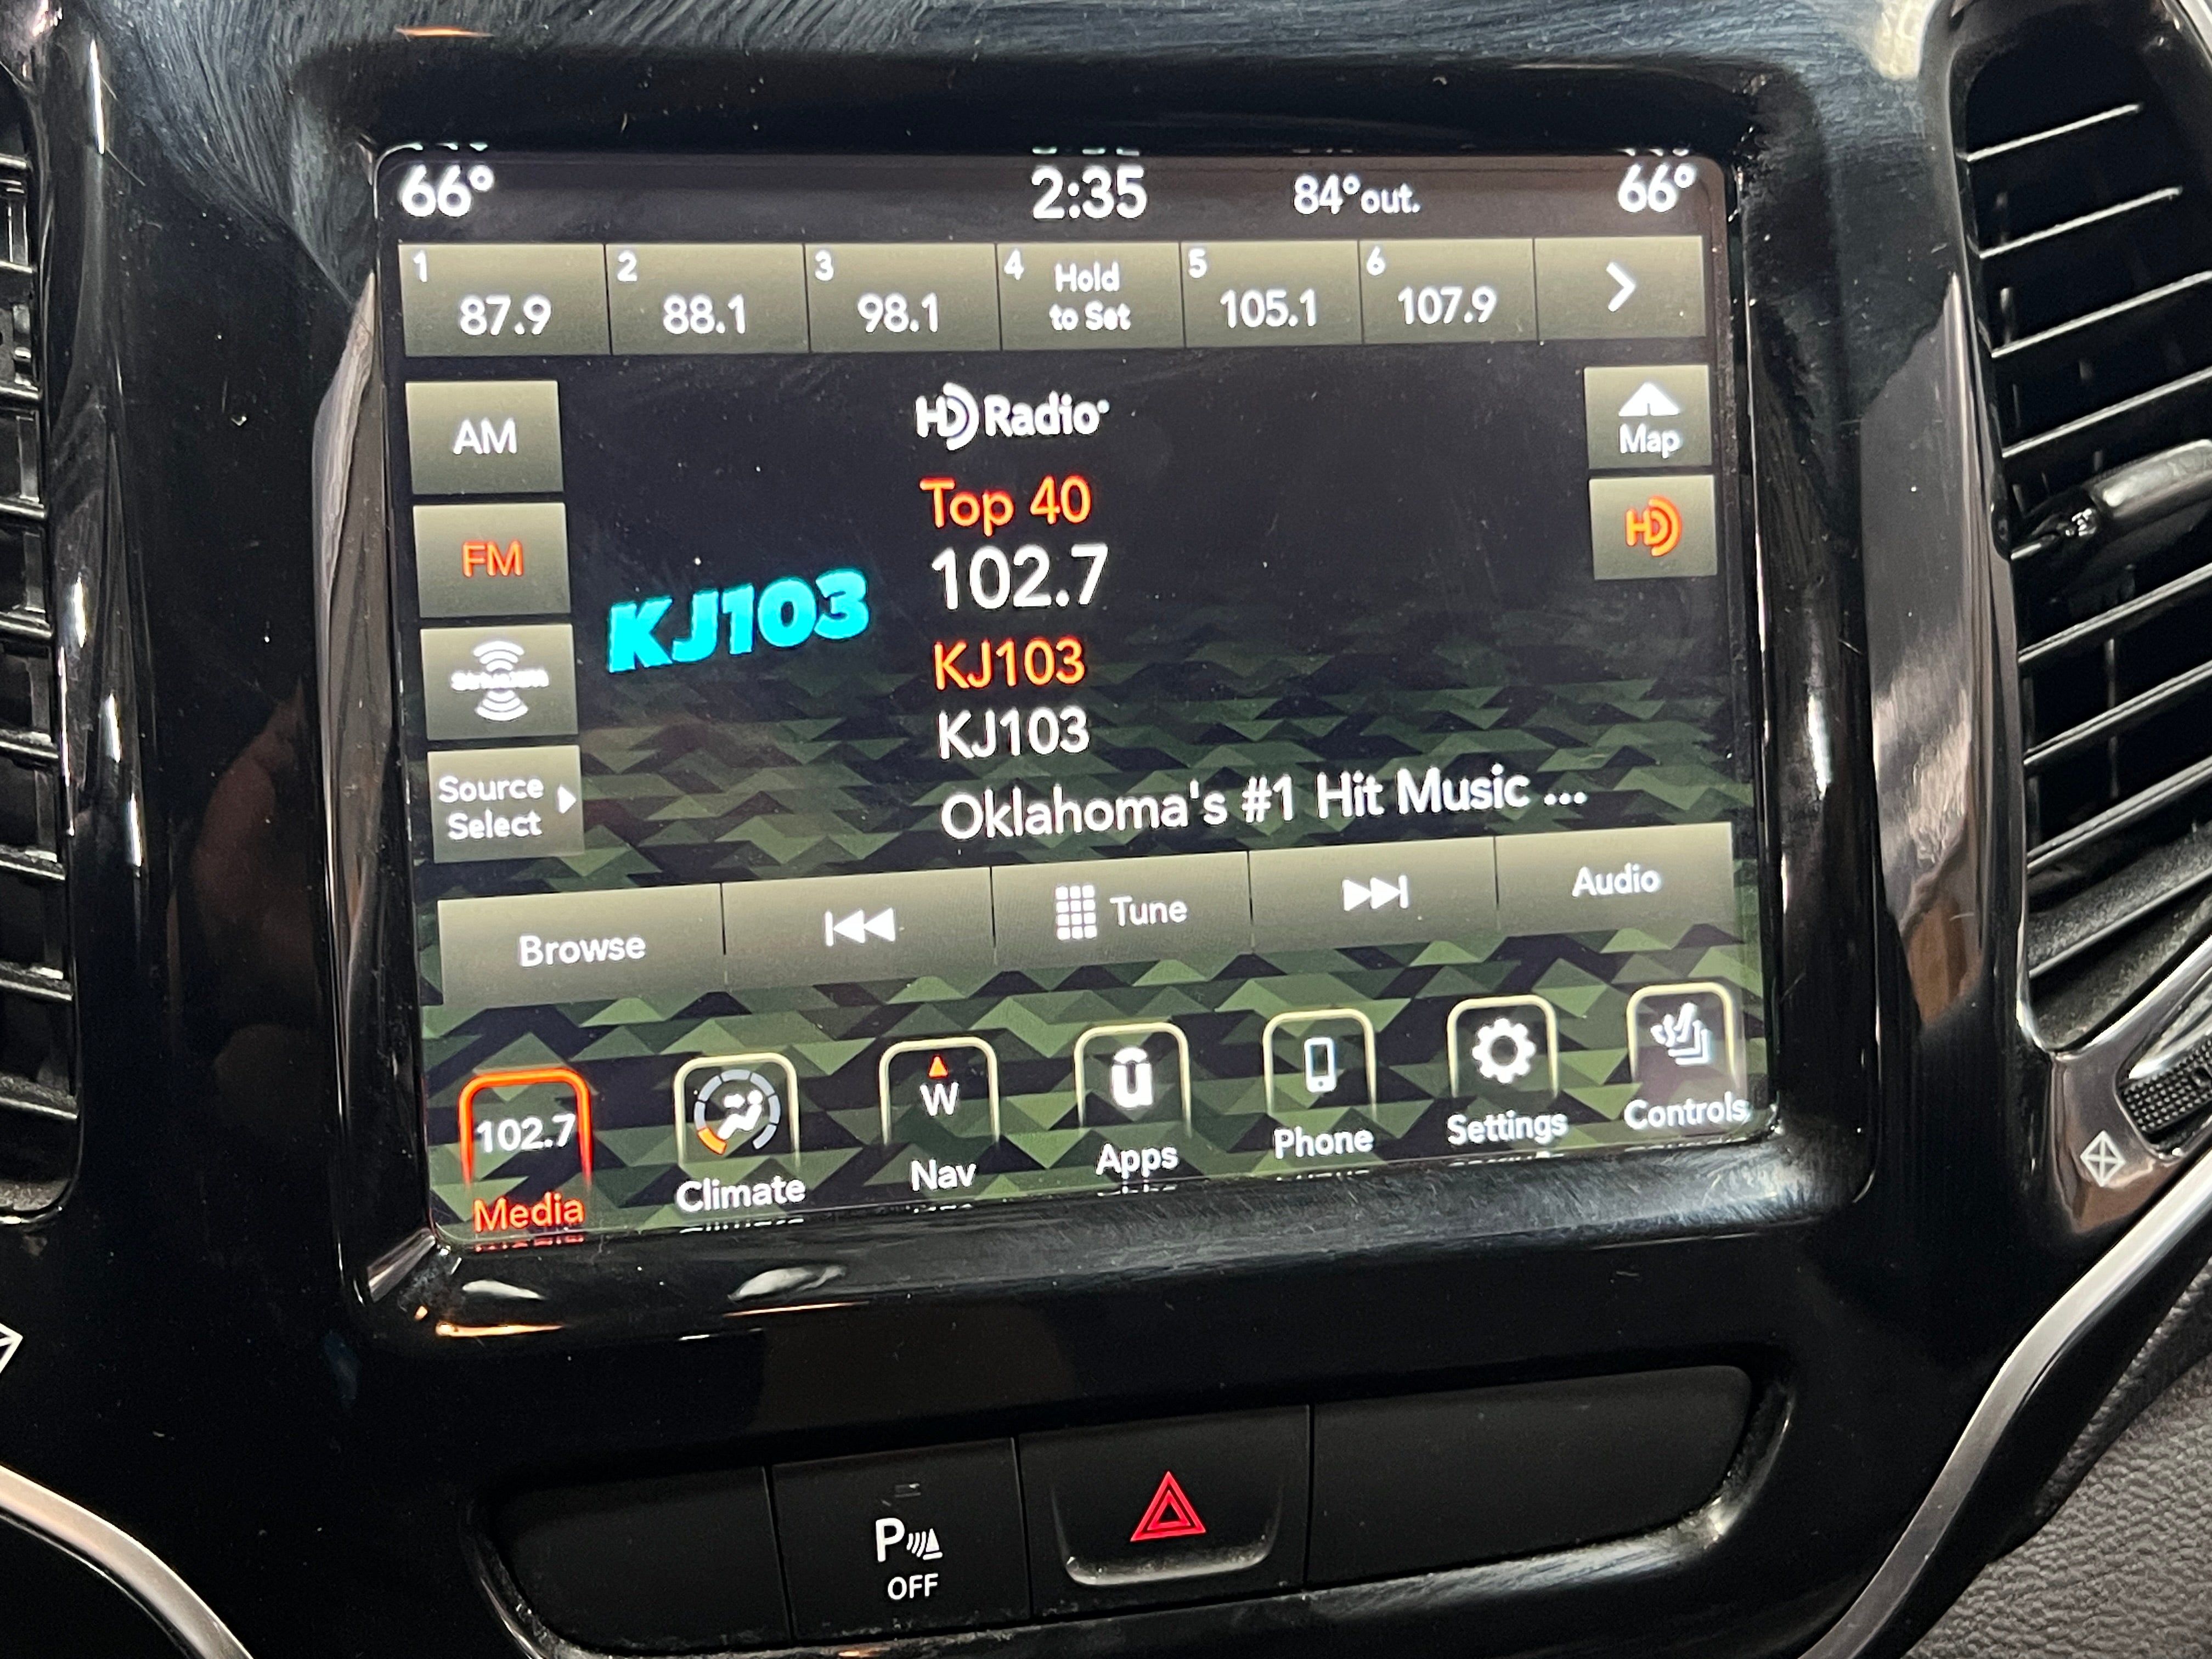 66° 2:35 84°out. 66°
1 2 3 4 Hold to Set 5 6
87.9 88.1 98.1 105.1 107.9
HD Radio
AM
Map
Top 40
FM
102.7
HD
KJ103
KJ103
SiriusXM
KJ103
Source
Select
Oklahoma's #1 Hit Music ...
Browse Tune Audio
102.7 W u
Media Climate Nav Apps Phone Settings Controls
P
OFF